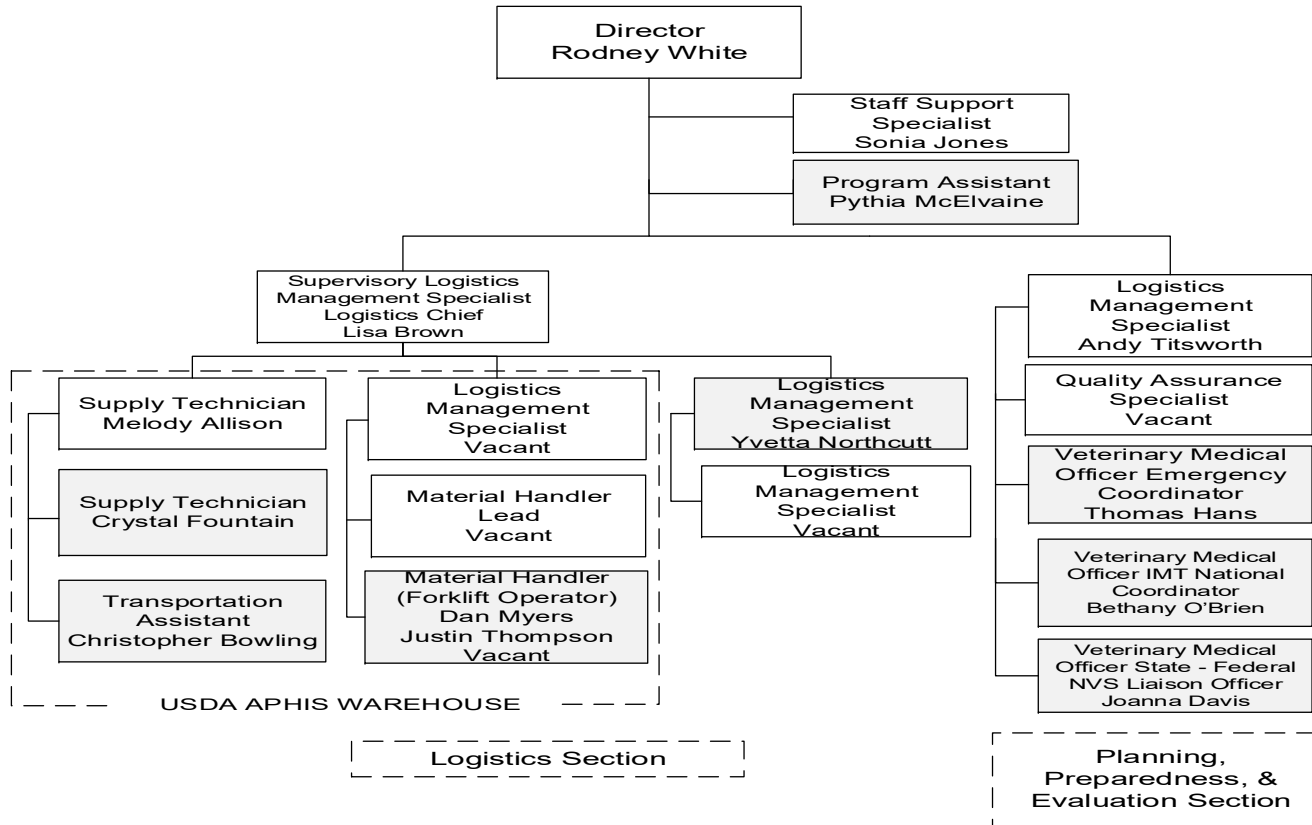 Director
Rodney White
Staff Support
Specialist
Sonia Jones
Program Assistant
Pythia McElvaine
Supervisory Logistics
Management Specialist
Logistics Chief
Lisa Brown
Logistics
Management
Specialist
Andy Titsworth
Supply Technician
Melody Allison
Logistics
Management
Specialist
Vacant
Logistics
Management
Specialist
Yvetta Northcutt
Quality Assurance
Specialist
Vacant
Supply Technician
Crystal Fountain
Material Handler
Lead
Vacant
Logistics
Management
Specialist
Vacant
Veterinary Medical
Officer Emergency
Coordinator
Thomas Hans
Transportation
Assistant
Christopher Bowling
Material Handler
(Forklift Operator)
Dan Myers
Justin Thompson
Vacant
Veterinary Medical
Officer IMT National
Coordinator
Bethany O’Brien
Veterinary Medical
Officer State - Federal
NVS Liaison Officer
Joanna Davis
USDA APHIS WAREHOUSE
Logistics Section
Planning,
Preparedness, &
Evaluation Section